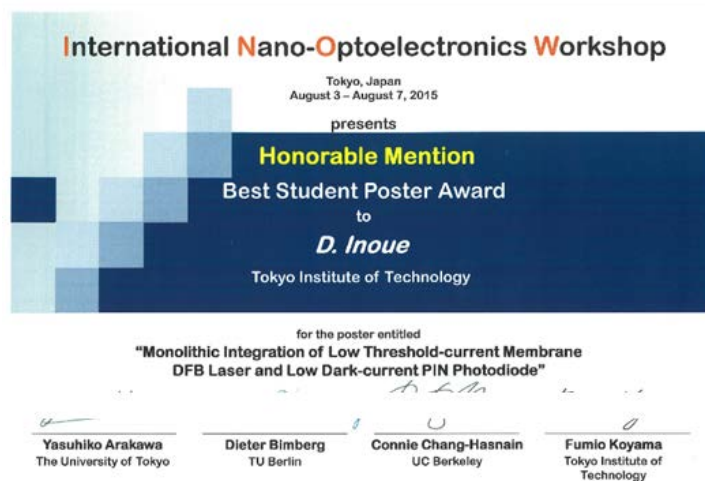 International Nano-Optoelectronics Workshop
Tokyo, Japan
August 3 – August 7, 2015
presents
Honorable Mention
Best Student Poster Award
to
D. Inoue
Tokyo Institute of Technology
for the poster entitled
"Monolithic Integration of Low Threshold-current Membrane
DFB Laser and Low Dark-current PIN Photodiode"
Yasuhiko Arakawa
The University of Tokyo
Dieter Bimberg
TU Berlin
Connie Chang-Hasnain
UC Berkeley
Fumio Koyama
Tokyo Institute of
Technology